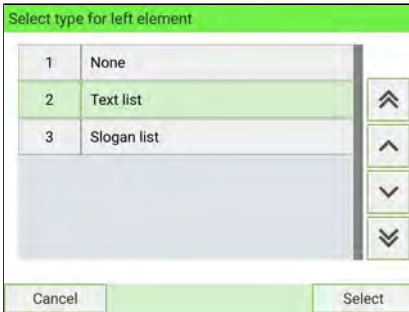 Select type for left element
1 None
2 Text list
3 Slogan list
Cancel Select